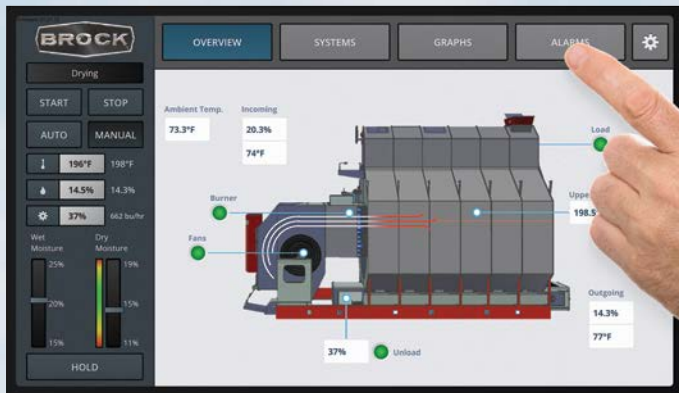 BROCK
OVERVIEW
SYSTEMS
GRAPHS
ALARMS
Drying
START STOP
AUTO MANUAL
196°F 198°F
14.5% 14.3%
37% 662 bu/hr
Wet Moisture
Dry Moisture
25% 19%
20% 15%
15% 11%
HOLD
Ambient Temp.
73.3°F
Incoming
20.3%
74°F
Burner
Fans
Load
198.5
Outgoing
14.3%
77°F
37%
Unload